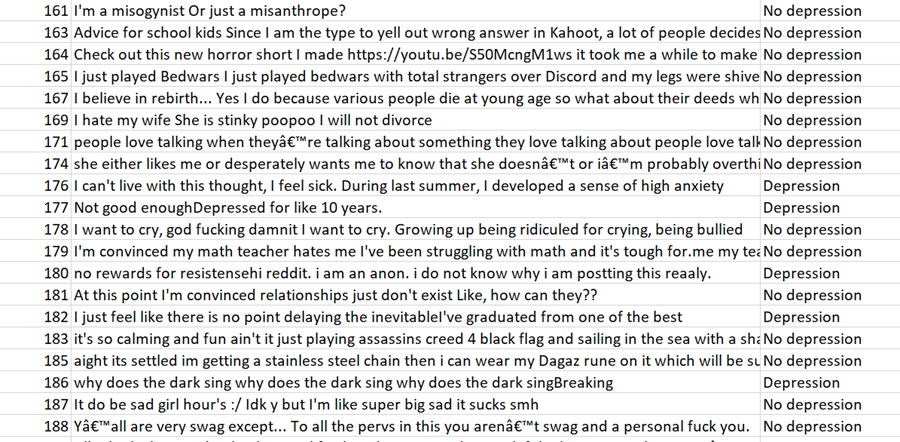 161 I'm a misogynist Or just a misanthrope? No depression
163 Advice for school kids Since I am the type to yell out wrong answer in Kahoot, a lot of people decides No depression
164 Check out this new horror short I made https://youtu.be/S50McngM1ws it took me a while to make No depression
165 I just played Bedwars I just played bedwars with total strangers over Discord and my legs were shive No depression
167 I believe in rebirth... Yes I do because various people die at young age so what about their deeds wh No depression
169 I hate my wife She is stinky poopoo I will not divorce No depression
171 people love talking when theyâ€™re talking about something they love talking about people love talk No depression
174 she either likes me or desperately wants me to know that she doesnâ€™t or iâ€™m probably overthi No depression
176 I can't live with this thought, I feel sick. During last summer, I developed a sense of high anxiety Depression
177 Not good enoughDepressed for like 10 years. Depression
178 I want to cry, god fucking damnit I want to cry. Growing up being ridiculed for crying, being bullied No depression
179 I'm convinced my math teacher hates me I've been struggling with math and it's tough for.me my tea No depression
180 no rewards for resistensehi reddit. i am an anon. i do not know why i am postting this reaaly. Depression
181 At this point I'm convinced relationships just don't exist Like, how can they?? No depression
182 I just feel like there is no point delaying the inevitableI've graduated from one of the best Depression
183 it's so calming and fun ain't it just playing assassins creed 4 black flag and sailing in the sea with a sha No depression
185 aight its settled im getting a stainless steel chain then i can wear my Dagaz rune on it which will be su No depression
186 why does the dark sing why does the dark sing why does the dark singBreaking Depression
187 It do be sad girl hour's :/ Idk y but I'm like super big sad it sucks smh No depression
188 Yâ€™all are very swag except... To all the pervs in this you arenâ€™t swag and a personal fuck you. No depression